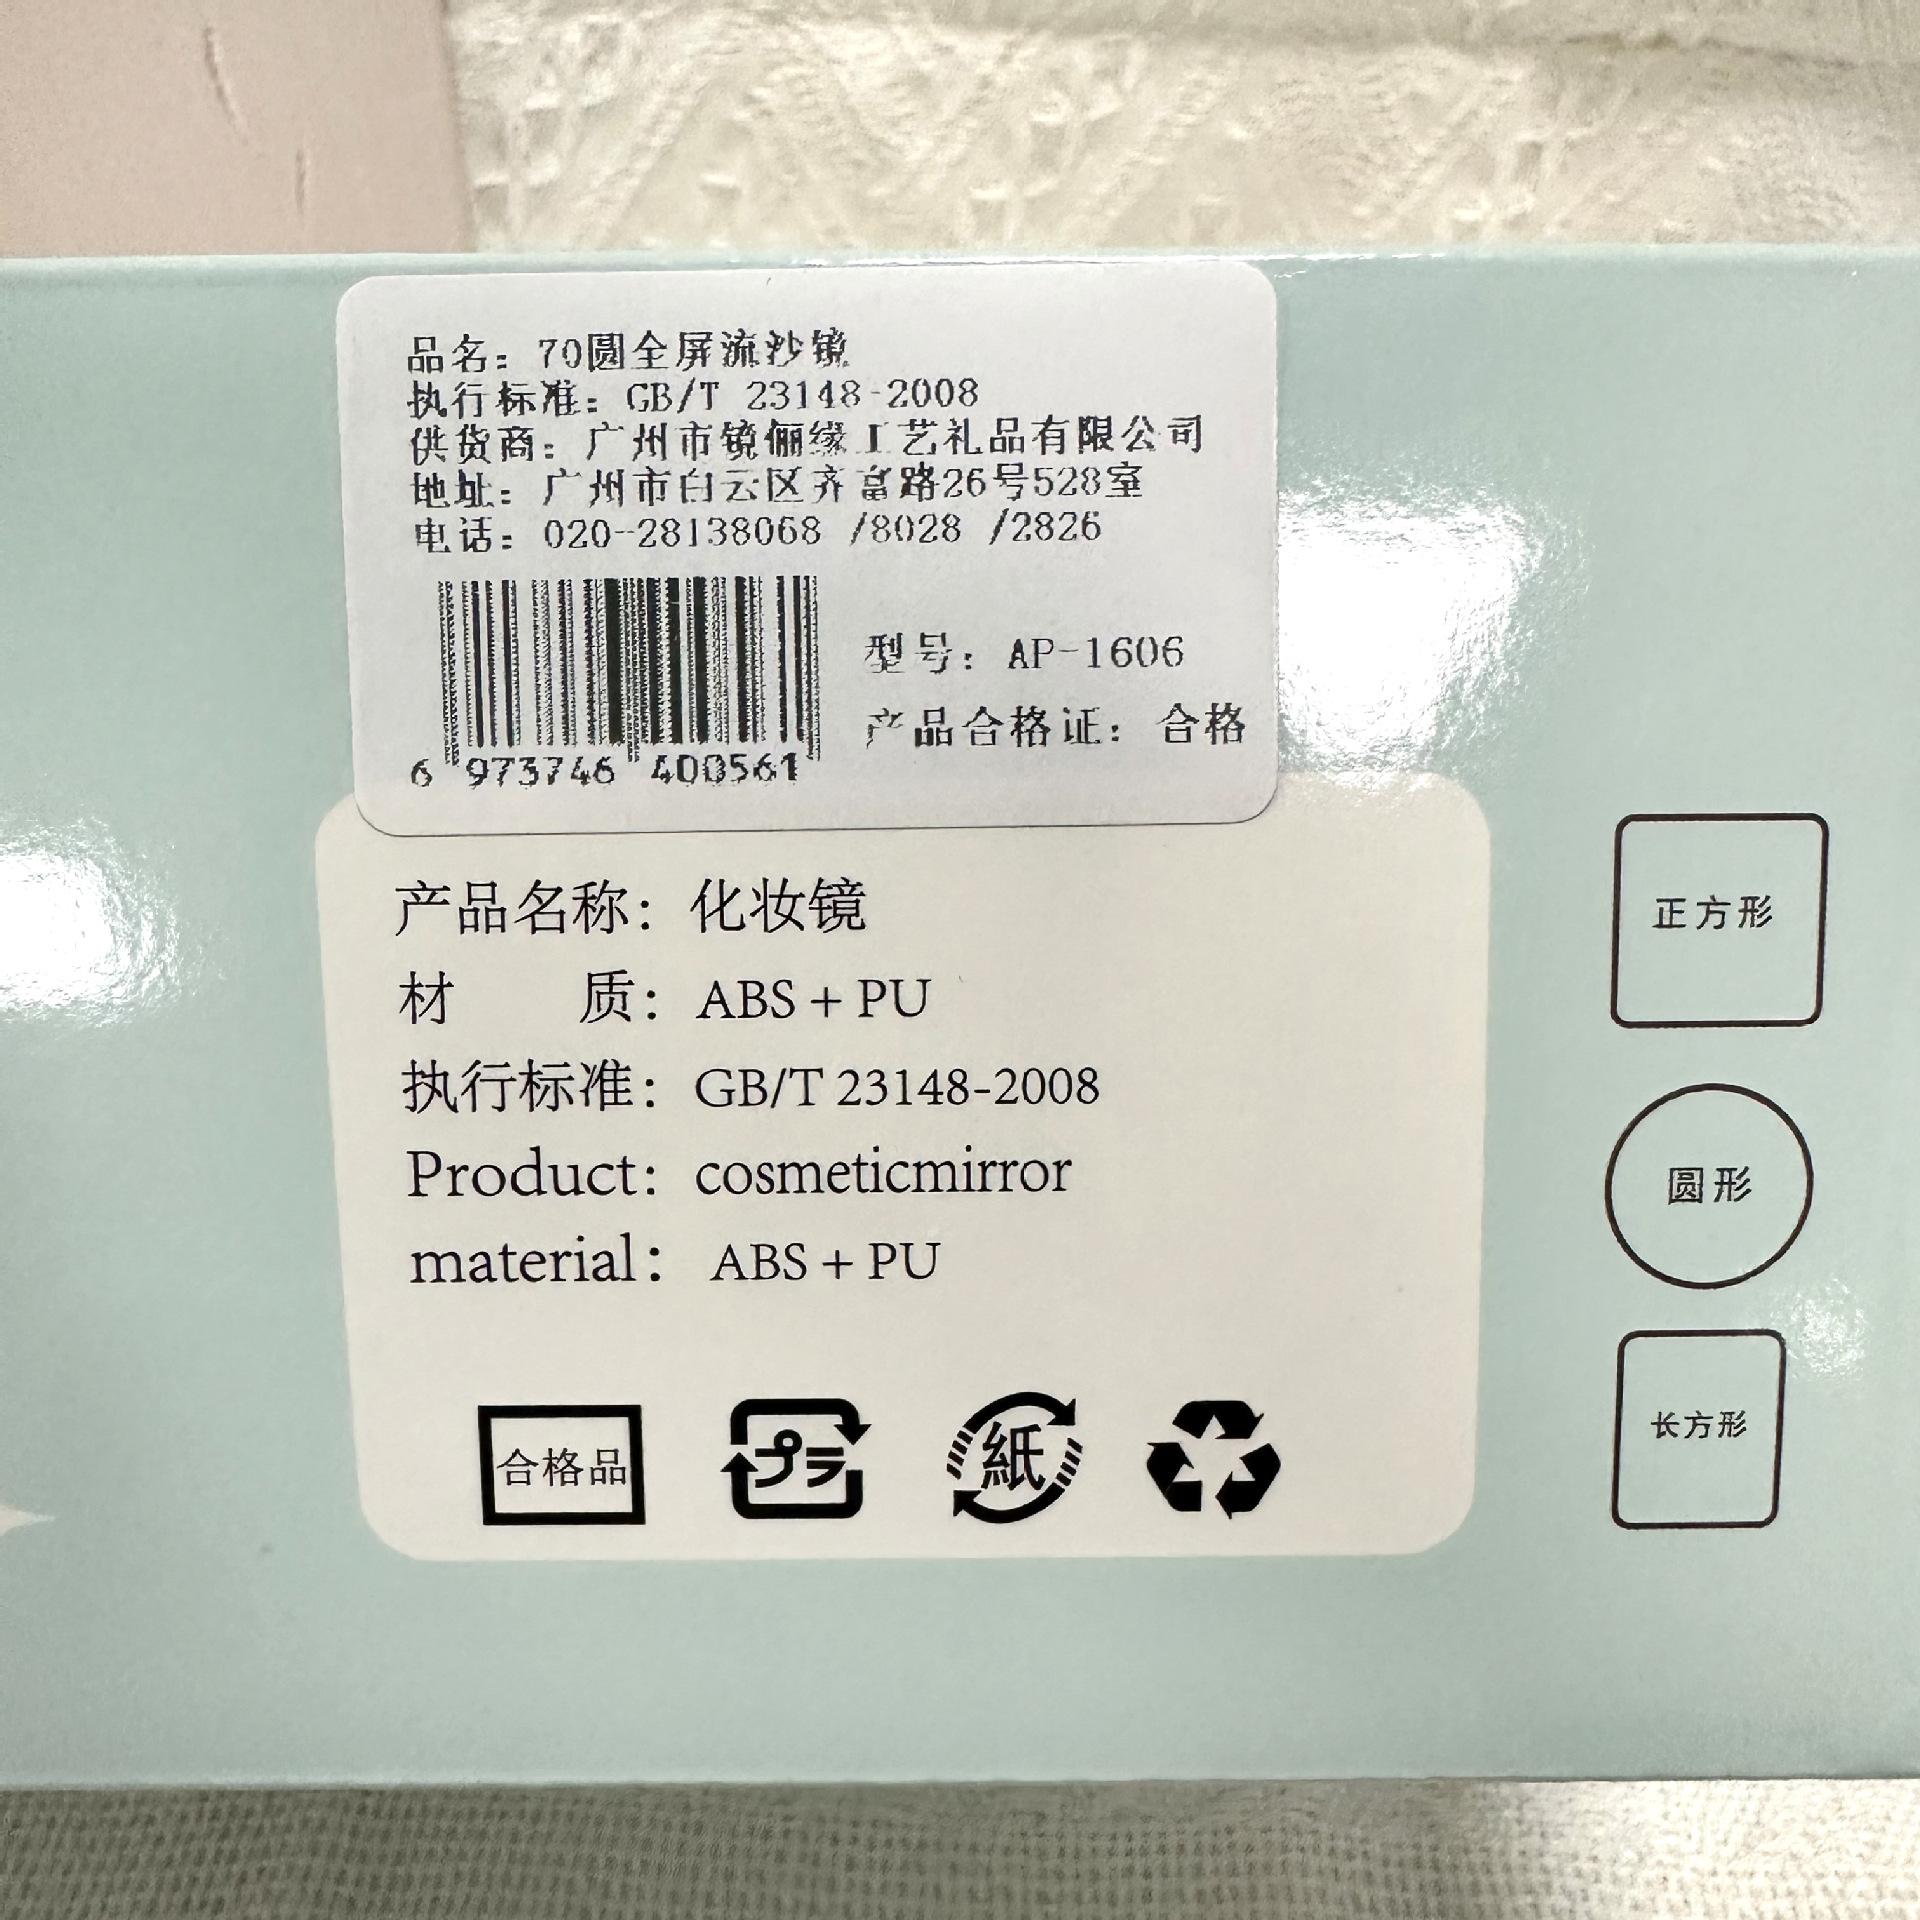 品名：70圆全屏流沙镜
执行标准：GB/T 23148-2008
供货商：广州市镜俪缘工艺礼品有限公司
地址：广州市白云区齐富路26号528室
电话：020-28138068 /8028 /2826
型号：AP-1606
产品合格证：合格
6 973746 400561
产品名称：化妆镜
材 质：ABS + PU
执行标准：GB/T 23148-2008
Product：cosmeticmirror
material：ABS + PU
合格品
プラ
紙
正方形
圆形
长方形